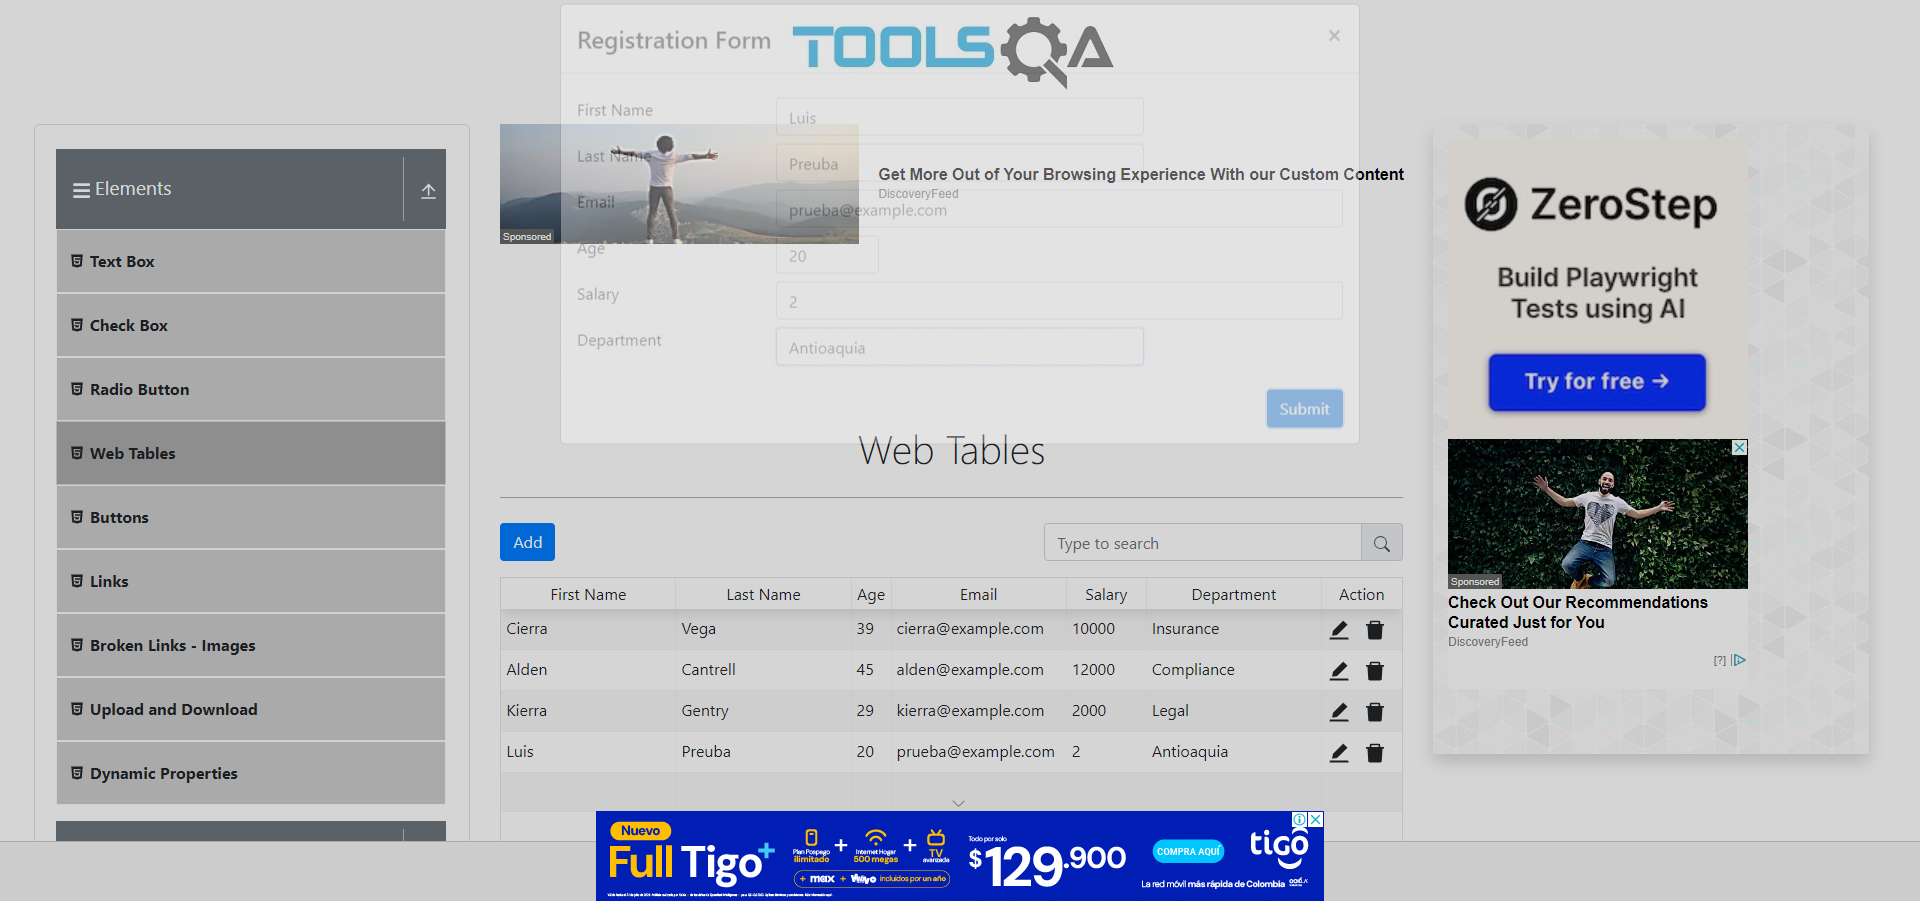 Registration Form
TOOLSQA
×
First Name
Luis
Last Name
Preuba
Email
prueba@example.com
Age
20
Salary
2
Department
Antioaquia
Submit
Elements
Text Box
Check Box
Radio Button
Web Tables
Buttons
Links
Broken Links - Images
Upload and Download
Dynamic Properties
Sponsored
Get More Out of Your Browsing Experience With our Custom Content
DiscoveryFeed
Web Tables
Add
Type to search
First Name Last Name Age Email Salary Department Action
Cierra Vega 39 cierra@example.com 10000 Insurance
Alden Cantrell 45 alden@example.com 12000 Compliance
Kierra Gentry 29 kierra@example.com 2000 Legal
Luis Preuba 20 prueba@example.com 2 Antioaquia
ZeroStep
Build Playwright
Tests using AI
Try for free →
Sponsored
Check Out Our Recommendations
Curated Just for You
DiscoveryFeed
[?]
Nuevo
Full Tigo+
Plan Pospago
ilimitado
+
Internet Hogar
500 megas
+
TV
avanzada
+ max + incluidos por un año
Todo por solo
$129.900
COMPRA AQUÍ
tigo
La red móvil más rápida de Colombia